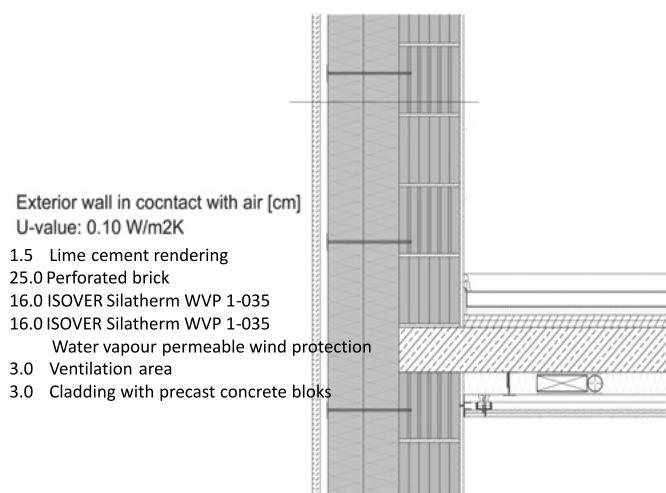 Exterior wall in cocntact with air [cm]
U-value: 0.10 W/m2K
1.5 Lime cement rendering
25.0 Perforated brick
16.0 ISOVER Silatherm WVP 1-035
16.0 ISOVER Silatherm WVP 1-035
Water vapour permeable wind protection
3.0 Ventilation area
3.0 Cladding with precast concrete bloks